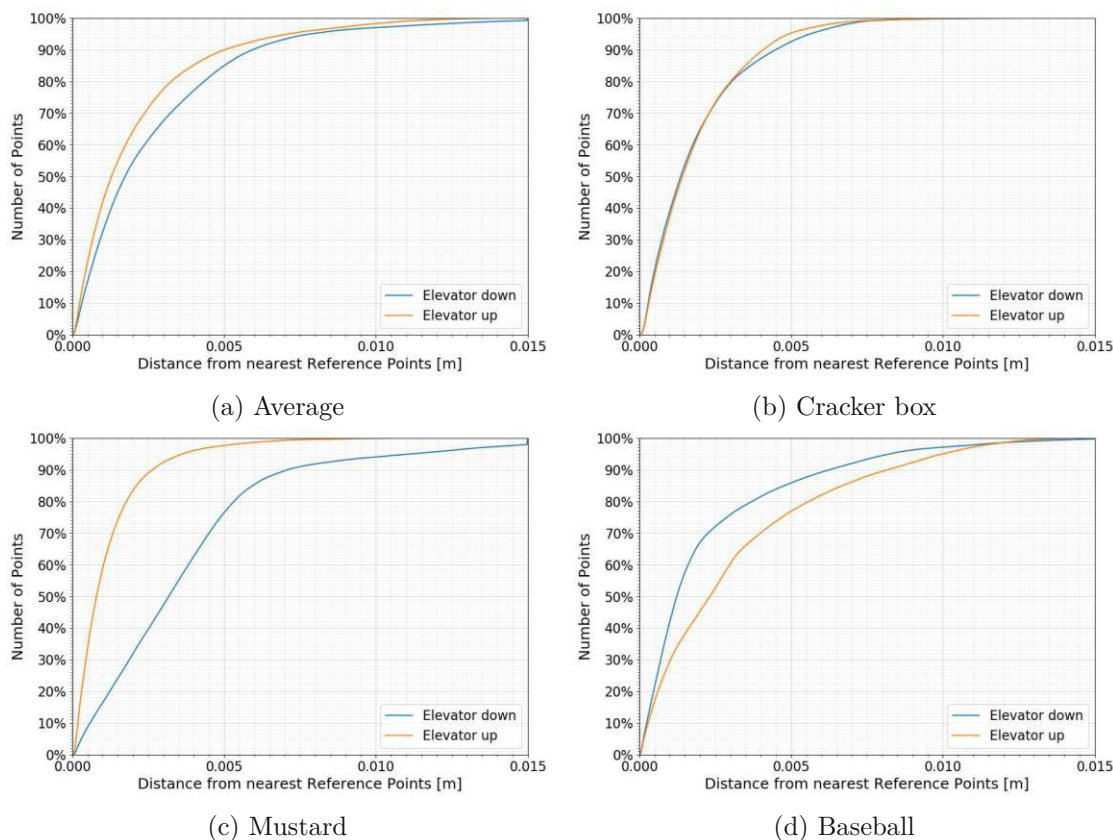 100%
90%
80%
70%
60%
50%
40%
30%
20%
10%
0%
Number of Points
Elevator down
Elevator up
0.000 0.005 0.010 0.015
Distance from nearest Reference Points [m]
(a) Average
100%
90%
80%
70%
60%
50%
40%
30%
20%
10%
0%
Number of Points
Elevator down
Elevator up
0.000 0.005 0.010 0.015
Distance from nearest Reference Points [m]
(b) Cracker box
100%
90%
80%
70%
60%
50%
40%
30%
20%
10%
0%
Number of Points
Elevator down
Elevator up
0.000 0.005 0.010 0.015
Distance from nearest Reference Points [m]
(c) Mustard
100%
90%
80%
70%
60%
50%
40%
30%
20%
10%
0%
Number of Points
Elevator down
Elevator up
0.000 0.005 0.010 0.015
Distance from nearest Reference Points [m]
(d) Baseball